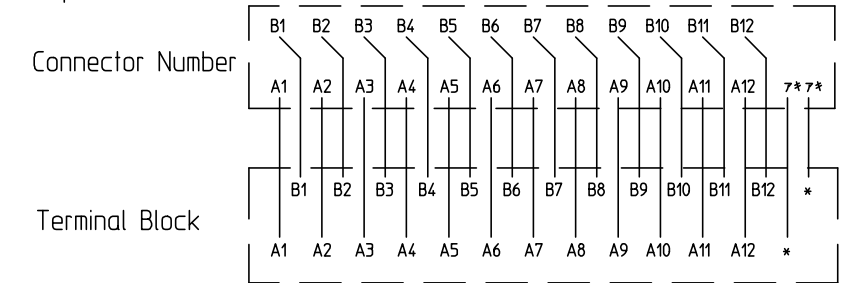 B1 B2 B3 B4 B5 B6 B7 B8 B9 B10 B11 B12
Connector Number
A1 A2 A3 A4 A5 A6 A7 A8 A9 A10 A11 A12 7* 7*
B1 B2 B3 B4 B5 B6 B7 B8 B9 B10 B11 B12 *
Terminal Block
A1 A2 A3 A4 A5 A6 A7 A8 A9 A10 A11 A12 *